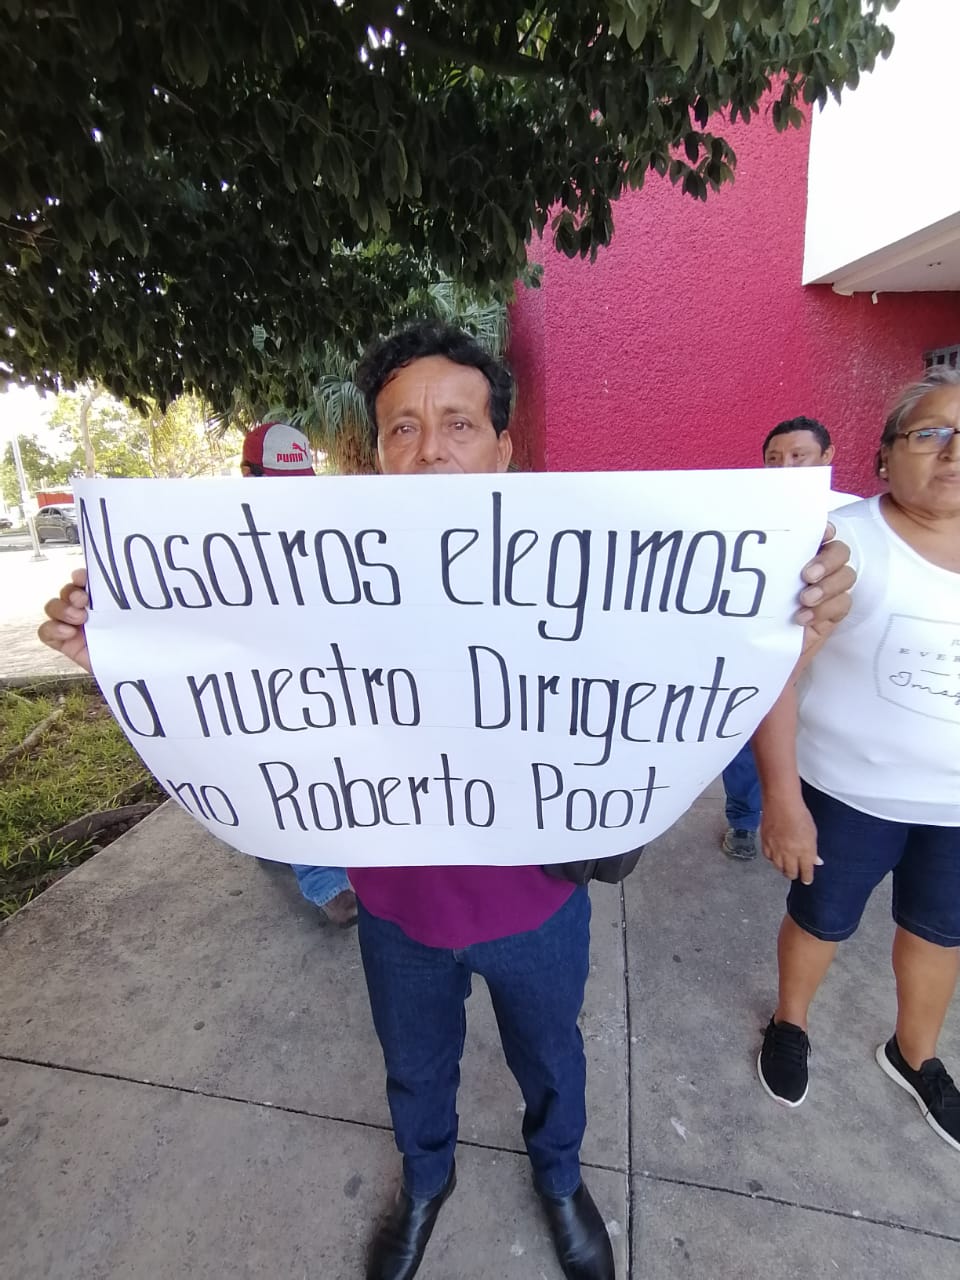 PUMA
Nosotros elegimos
a nuestro Dirigente
no Roberto Poot